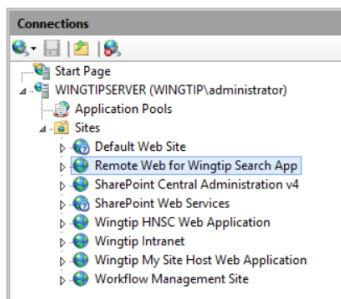 Connections
Start Page
WINGTIPSERVER (WINGTIP\administrator)
Application Pools
Sites
Default Web Site
Remote Web for Wingtip Search App
SharePoint Central Administration v4
SharePoint Web Services
Wingtip HNSC Web Application
Wingtip Intranet
Wingtip My Site Host Web Application
Workflow Management Site